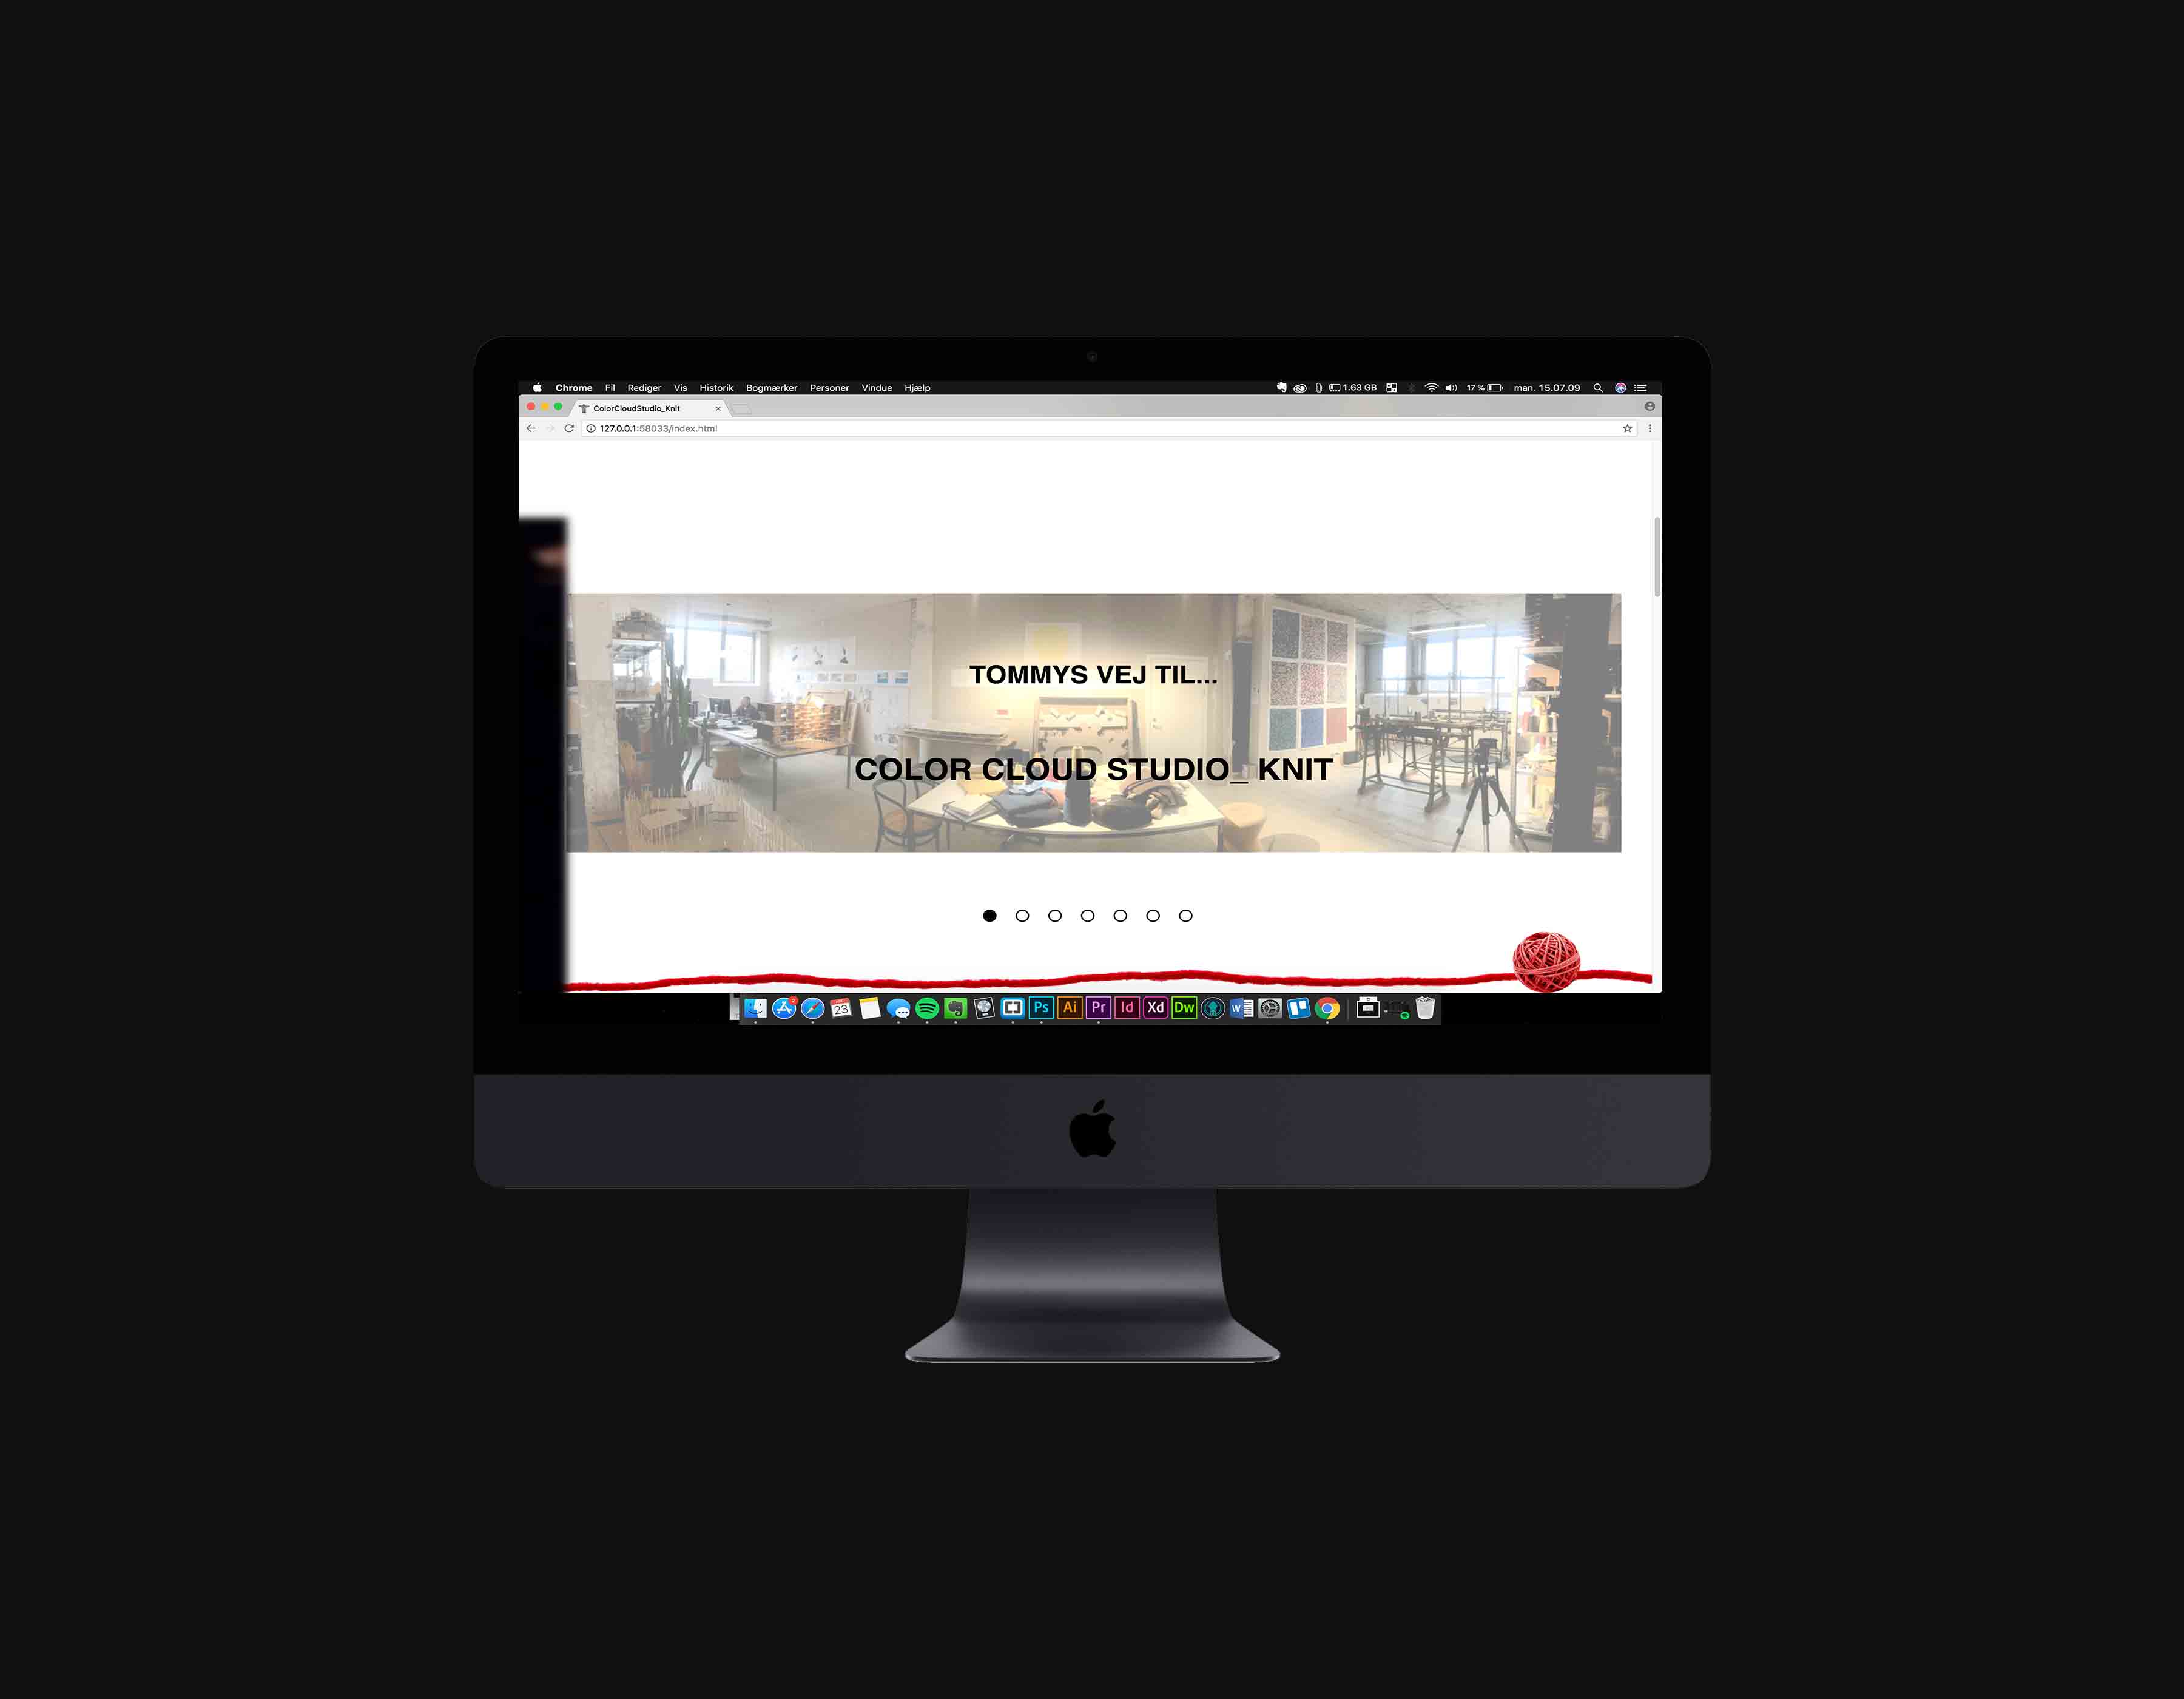 Chrome Fil Rediger Vis Historik Bogmærker Personer Vindue Hjælp 1.63 GB 17 % man. 15.07.09
ColorCloudStudio_Knit
127.0.0.1:58033/index.html
TOMMYS VEJ TIL...
COLOR CLOUD STUDIO_ KNIT
2 23 Ps Ai Pr Id Xd Dw W